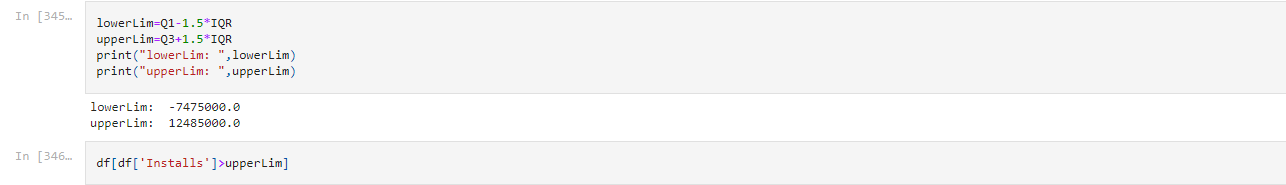 In [345…
lowerLim=Q1-1.5*IQR
upperLim=Q3+1.5*IQR
print("lowerLim: ",lowerLim)
print("upperLim: ",upperLim)
lowerLim:  -7475000.0
upperLim:  12485000.0
In [346…
df[df['Installs']>upperLim]